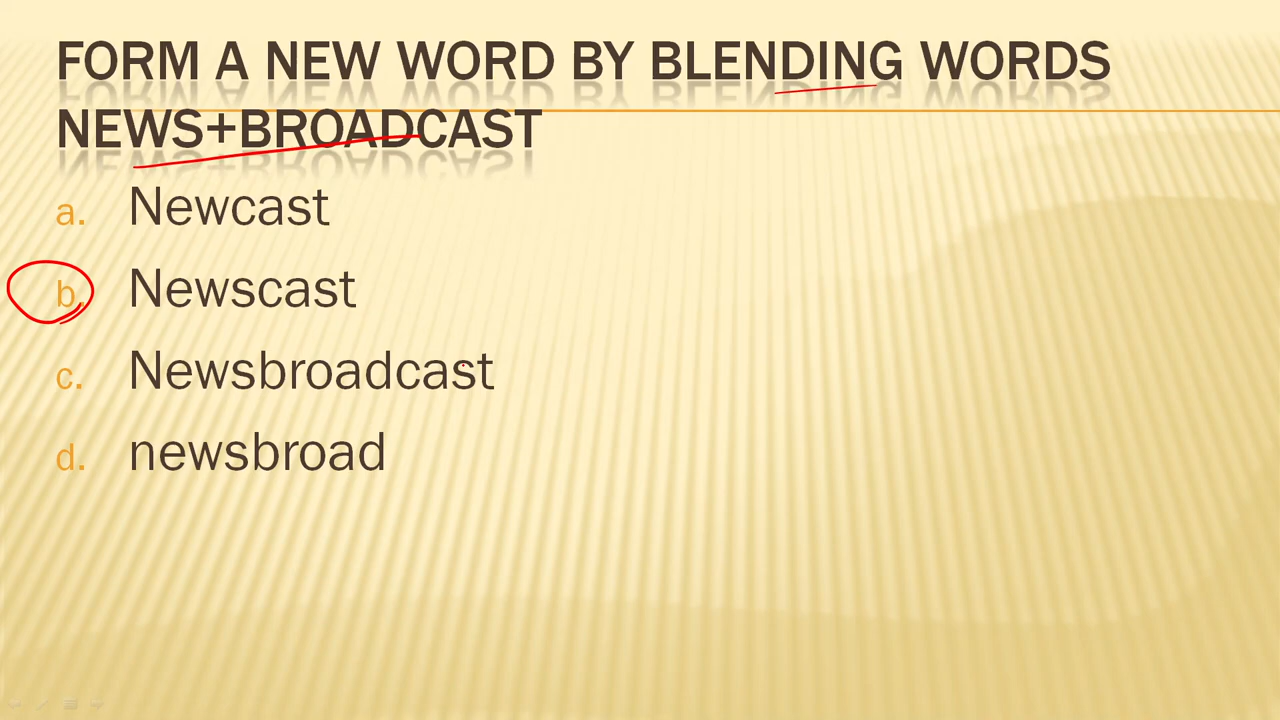 FORM A NEW WORD BY BLENDING WORDS
NEWS+BROADCAST
a. Newcast
b. Newscast
c. Newsbroadcast
d. newsbroad